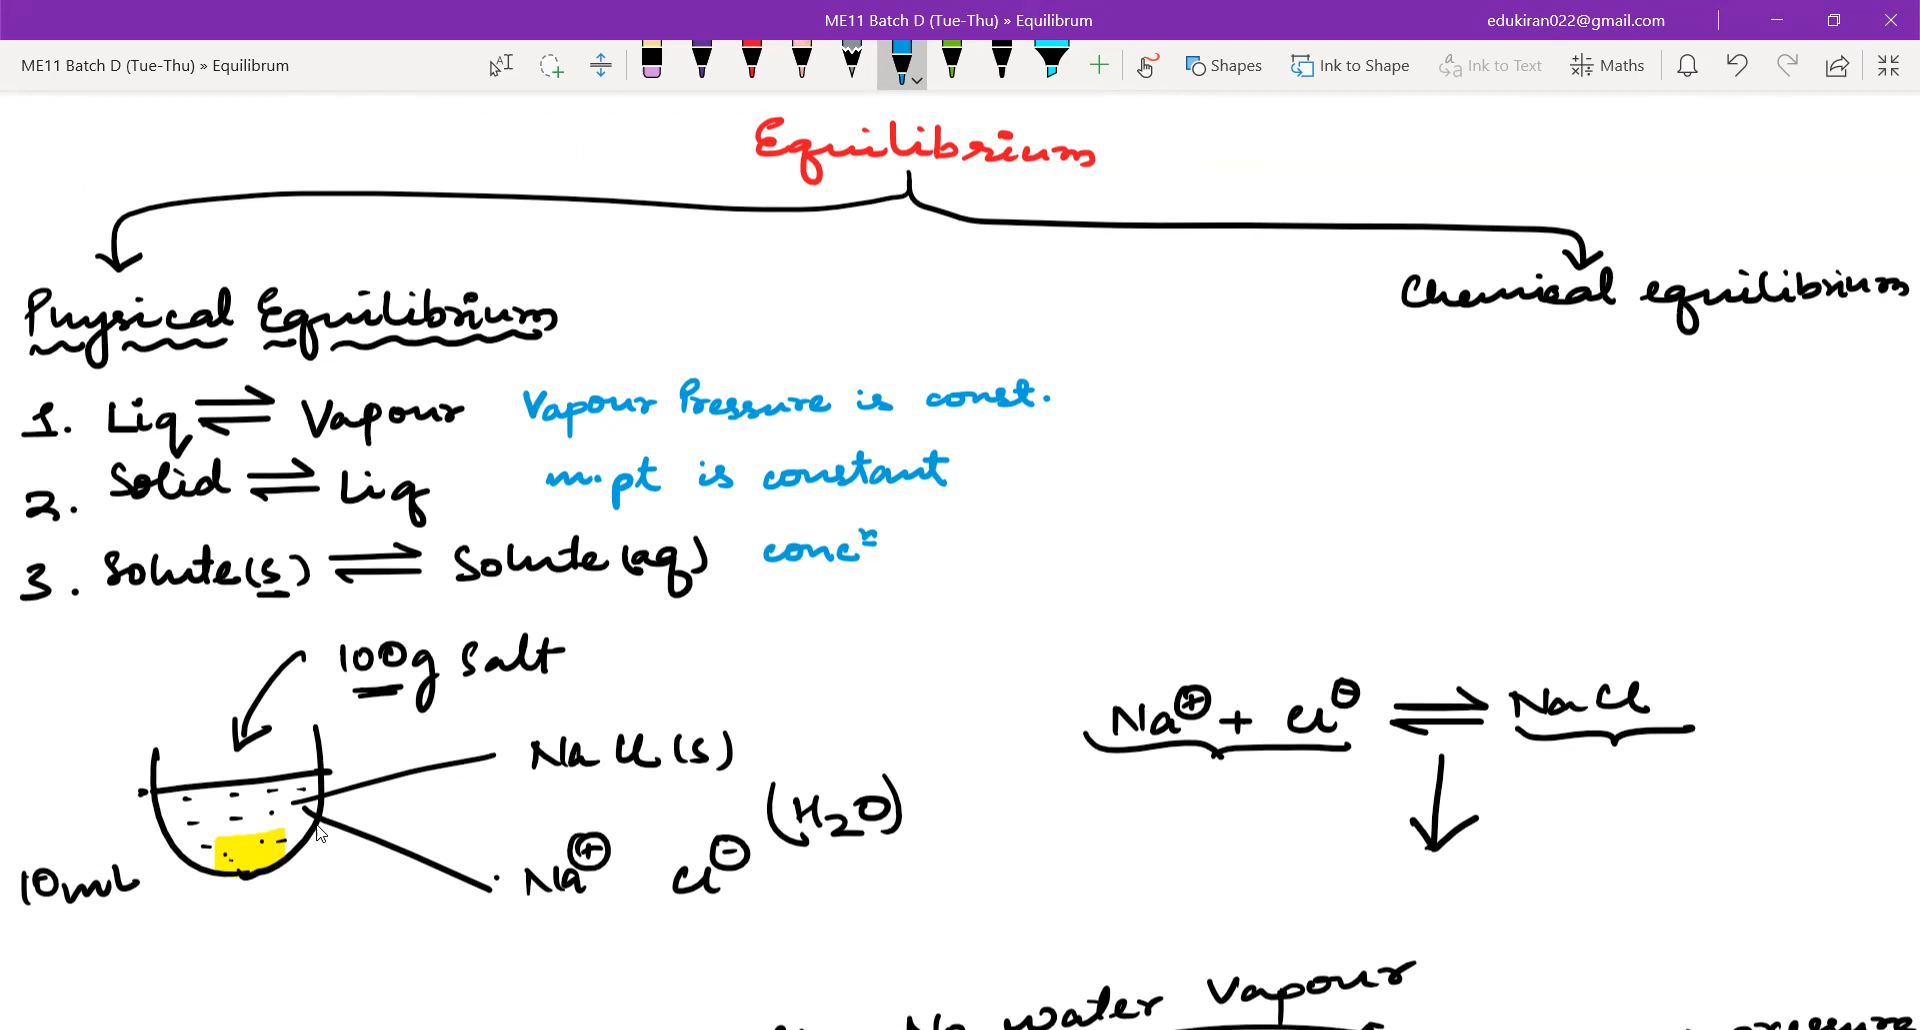 ME11 Batch D (Tue-Thu) » Equilibrum
edukiran022@gmail.com
ME11 Batch D (Tue-Thu) » Equilibrum
Shapes
Ink to Shape
Ink to Text
Maths
Equilibrium
Physical Equilibrium
Chemical equilibrium
1. Liq ⇌ Vapour Vapour Pressure is const.
2. Solid ⇌ Liq m.pt is constant
3. Solute(s) ⇌ Solute (aq) concⁿ
100g Salt
Na⊕ + Cl⊖ ⇌ NaCl
NaCl(s)
(H₂O)
10mL
Na⊕ Cl⊖
No water vapour
pressure